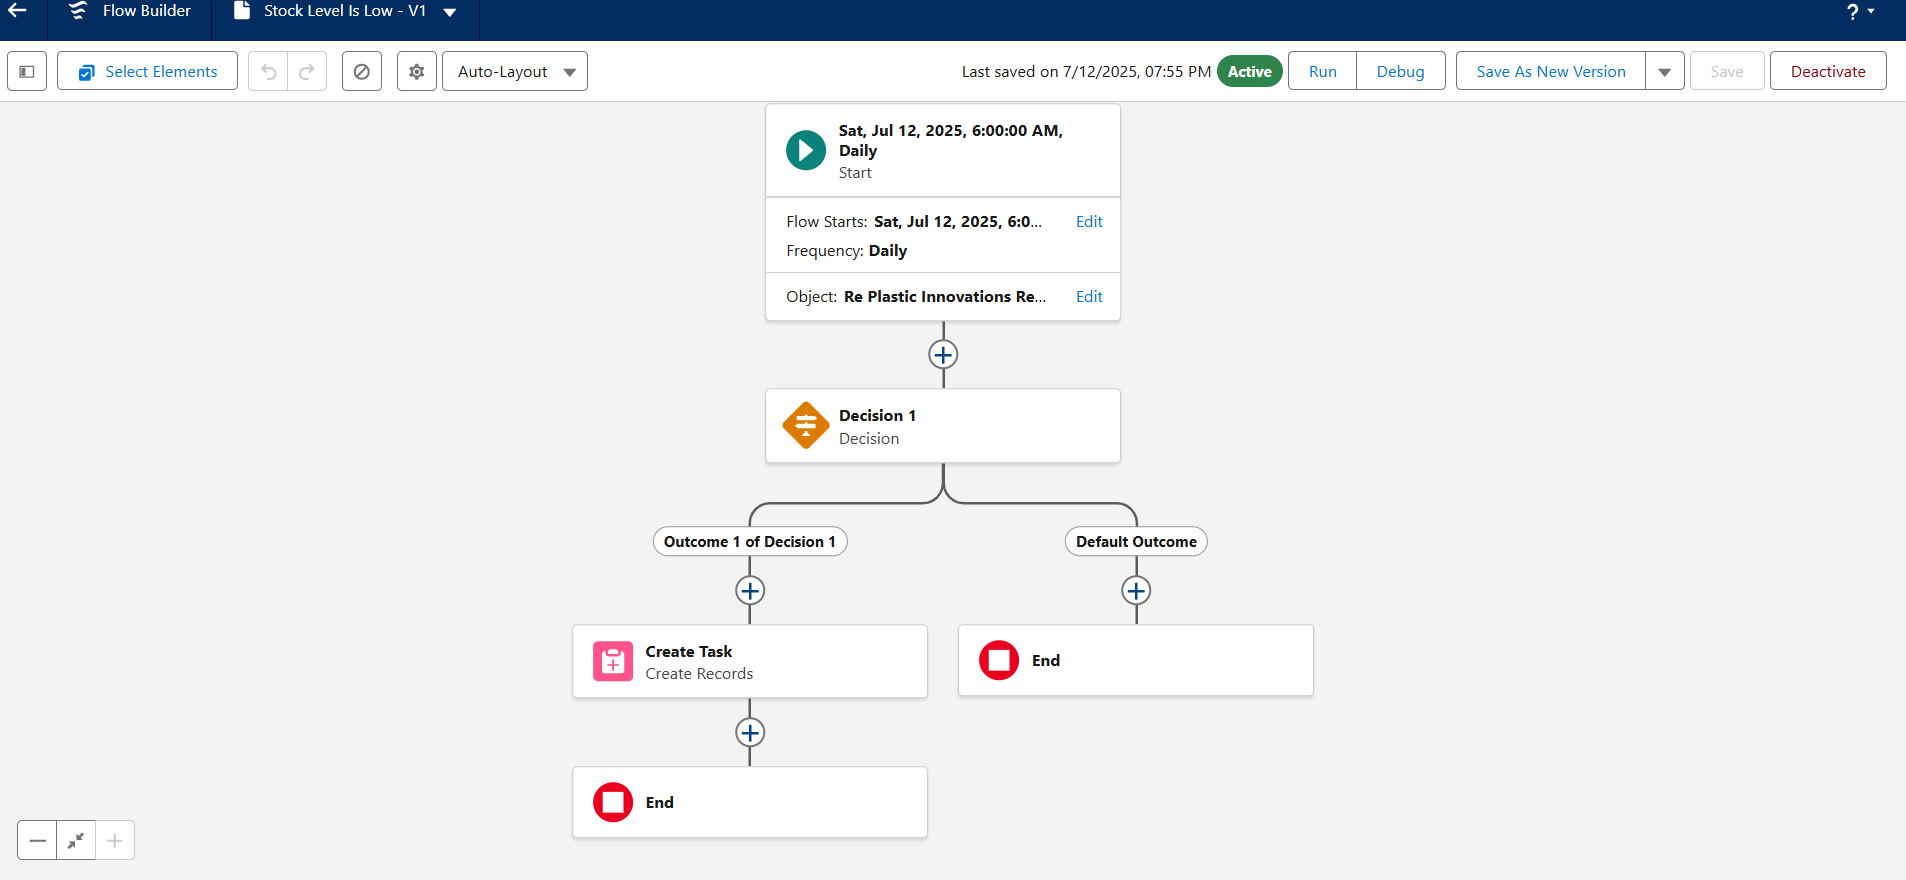 Flow Builder
Stock Level Is Low - V1
?
Select Elements
Auto-Layout
Last saved on 7/12/2025, 07:55 PM
Active
Run
Debug
Save As New Version
Save
Deactivate
Sat, Jul 12, 2025, 6:00:00 AM,
Daily
Start
Flow Starts: Sat, Jul 12, 2025, 6:0... Edit
Frequency: Daily
Object: Re Plastic Innovations Re... Edit
Decision 1
Decision
Outcome 1 of Decision 1
Default Outcome
Create Task
Create Records
End
End